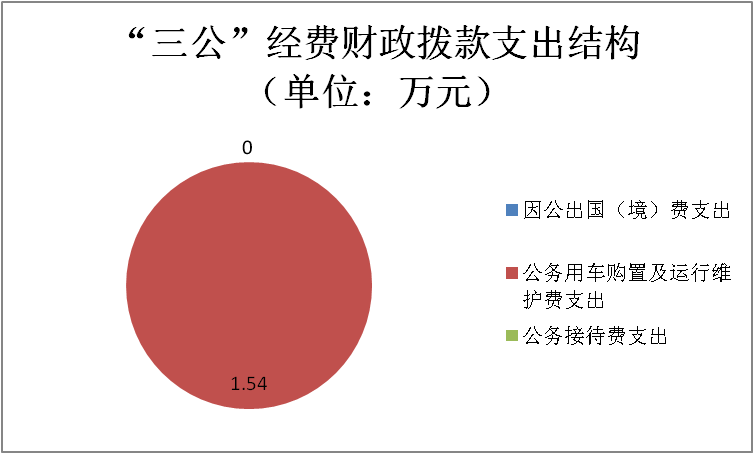 “三公”经费财政拨款支出结构
（单位：万元）
0
1.54
因公出国（境）费支出
公务用车购置及运行维
护费支出
公务接待费支出